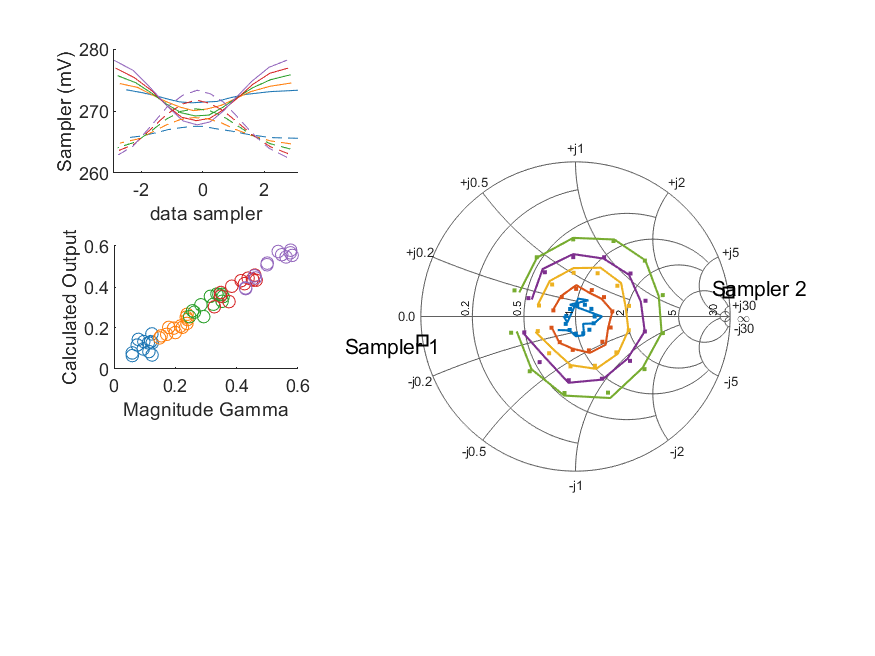 280
270
260
Sampler (mV)
-2
0
2
data sampler
0.6
0.4
0.2
0
Calculated Output
0
0.2
0.4
0.6
Magnitude Gamma
+j1
+j0.5
+j2
+j0.2
+j5
Sampler 2
+j30
0.0
0.2
0.5
1
2
5
30
∞
-j30
Sampler 1
-j0.2
-j5
-j0.5
-j2
-j1